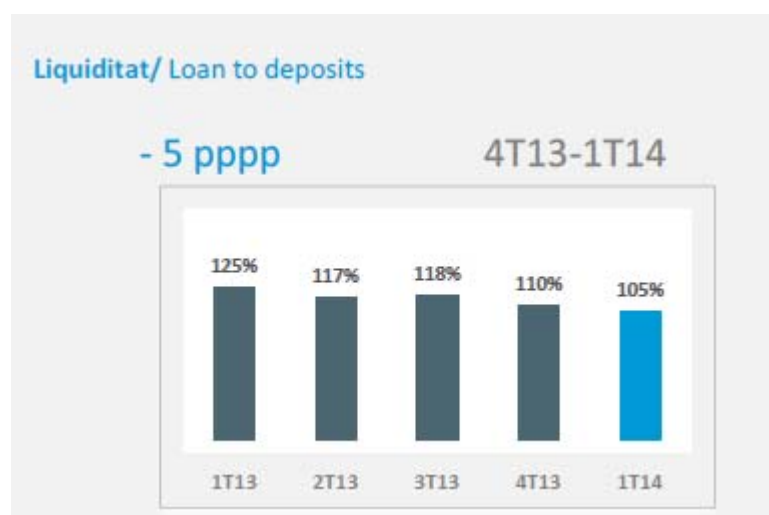 Liquiditat/ Loan to deposits
- 5 pppp 4T13-1T14
125% 117% 118% 110% 105%
1T13 2T13 3T13 4T13 1T14